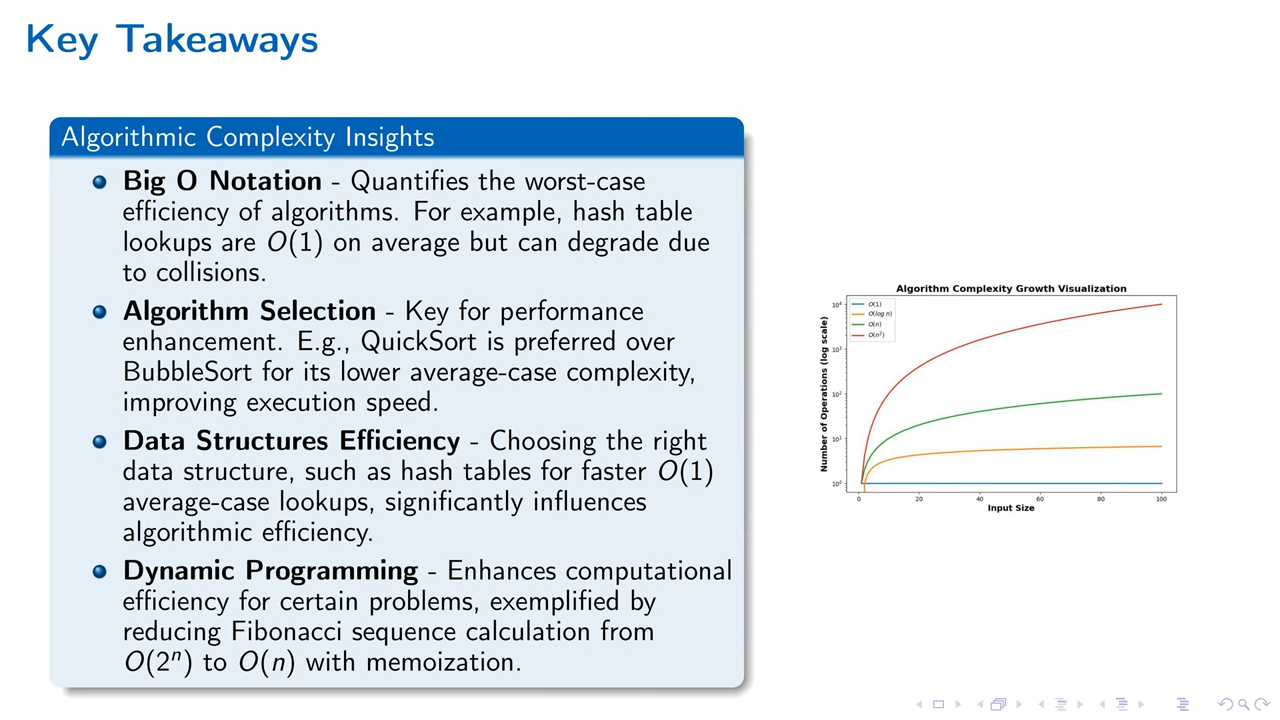 Key Takeaways
Algorithmic Complexity Insights
Big O Notation - Quantifies the worst-case
efficiency of algorithms. For example, hash table
lookups are O(1) on average but can degrade due
to collisions.
Algorithm Selection - Key for performance
enhancement. E.g., QuickSort is preferred over
BubbleSort for its lower average-case complexity,
improving execution speed.
Data Structures Efficiency - Choosing the right
data structure, such as hash tables for faster O(1)
average-case lookups, significantly influences
algorithmic efficiency.
Dynamic Programming - Enhances computational
efficiency for certain problems, exemplified by
reducing Fibonacci sequence calculation from
O(2ⁿ) to O(n) with memoization.
Algorithm Complexity Growth Visualization
O(1)
O(log n)
O(n)
O(n²)
Number of Operations (log scale)
10⁴
10³
10²
10¹
10⁰
0 20 40 60 80 100
Input Size